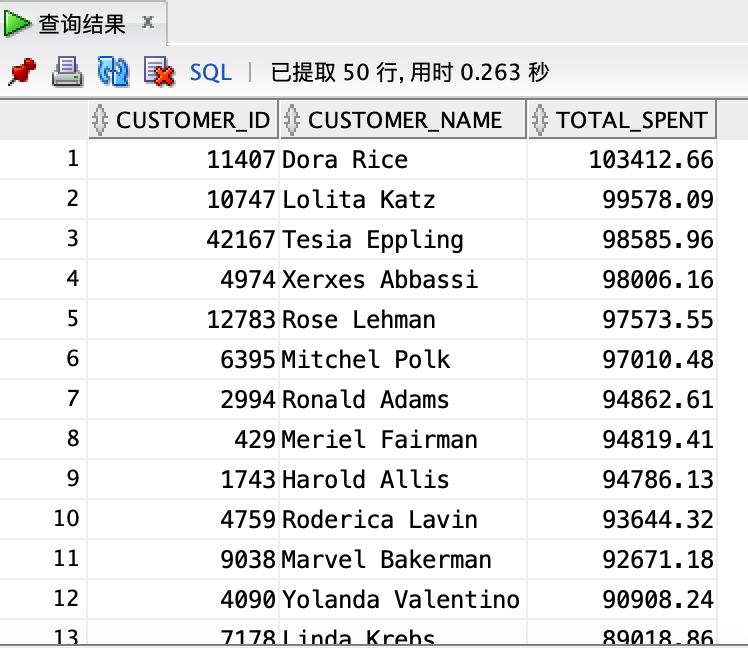 查询结果 x
SQL | 已提取 50 行, 用时 0.263 秒
CUSTOMER_ID CUSTOMER_NAME TOTAL_SPENT
1 11407 Dora Rice 103412.66
2 10747 Lolita Katz 99578.09
3 42167 Tesia Eppling 98585.96
4 4974 Xerxes Abbassi 98006.16
5 12783 Rose Lehman 97573.55
6 6395 Mitchel Polk 97010.48
7 2994 Ronald Adams 94862.61
8 429 Meriel Fairman 94819.41
9 1743 Harold Allis 94786.13
10 4759 Roderica Lavin 93644.32
11 9038 Marvel Bakerman 92671.18
12 4090 Yolanda Valentino 90908.24
13 7178 Linda Krebs 89018.86